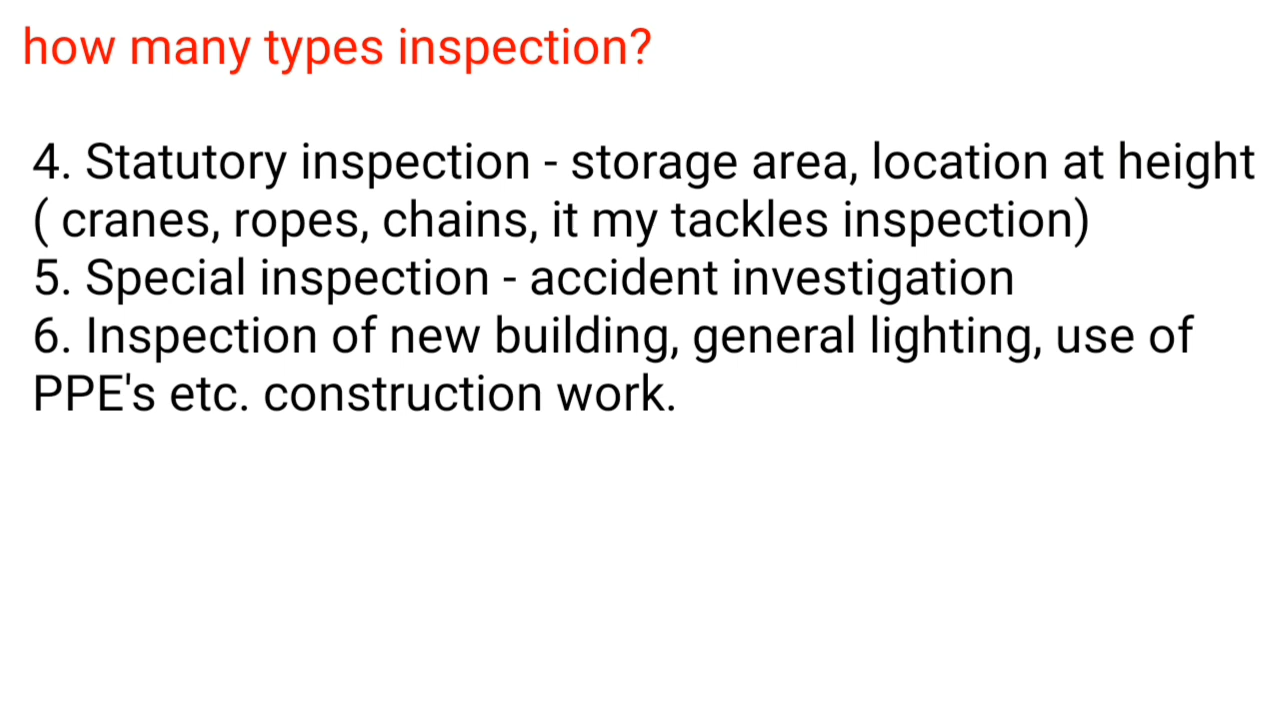 how many types inspection?
4. Statutory inspection - storage area, location at height
( cranes, ropes, chains, it my tackles inspection)
5. Special inspection - accident investigation
6. Inspection of new building, general lighting, use of
PPE's etc. construction work.